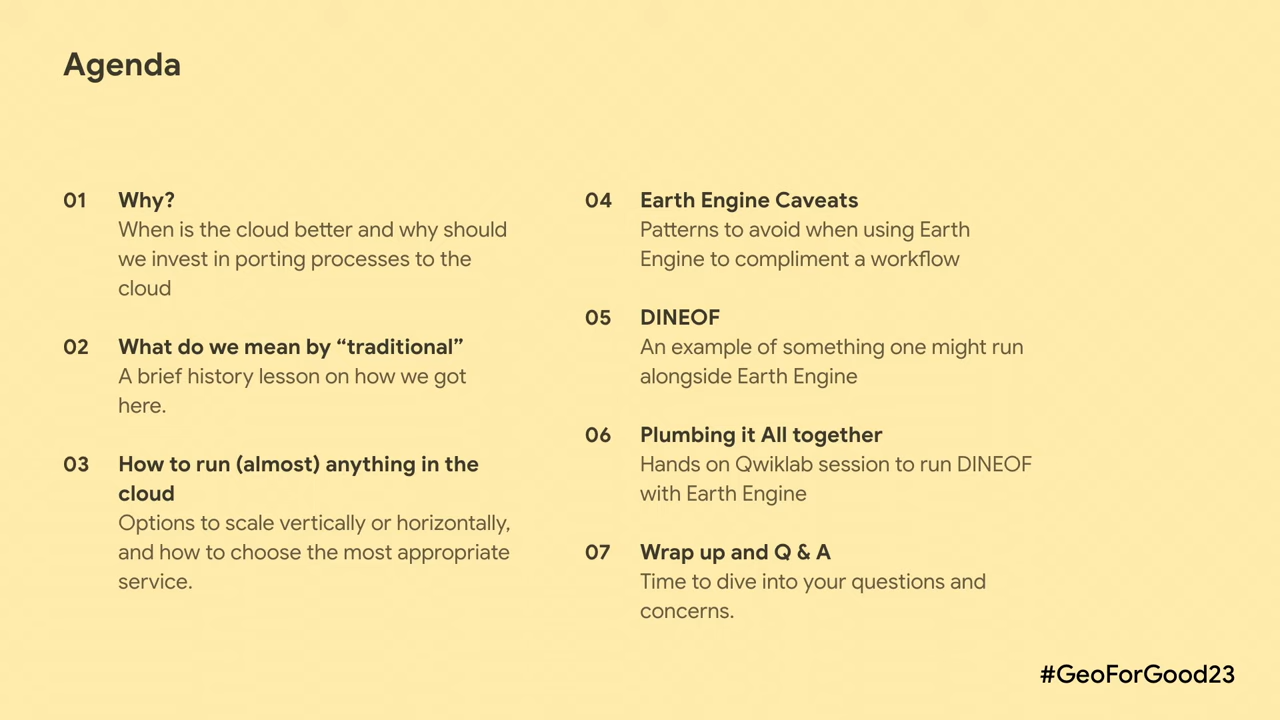 Agenda
01 Why?
When is the cloud better and why should
we invest in porting processes to the
cloud
02 What do we mean by “traditional”
A brief history lesson on how we got
here.
03 How to run (almost) anything in the
cloud
Options to scale vertically or horizontally,
and how to choose the most appropriate
service.
04 Earth Engine Caveats
Patterns to avoid when using Earth
Engine to compliment a workflow
05 DINEOF
An example of something one might run
alongside Earth Engine
06 Plumbing it All together
Hands on Qwiklab session to run DINEOF
with Earth Engine
07 Wrap up and Q & A
Time to dive into your questions and
concerns.
#GeoForGood23